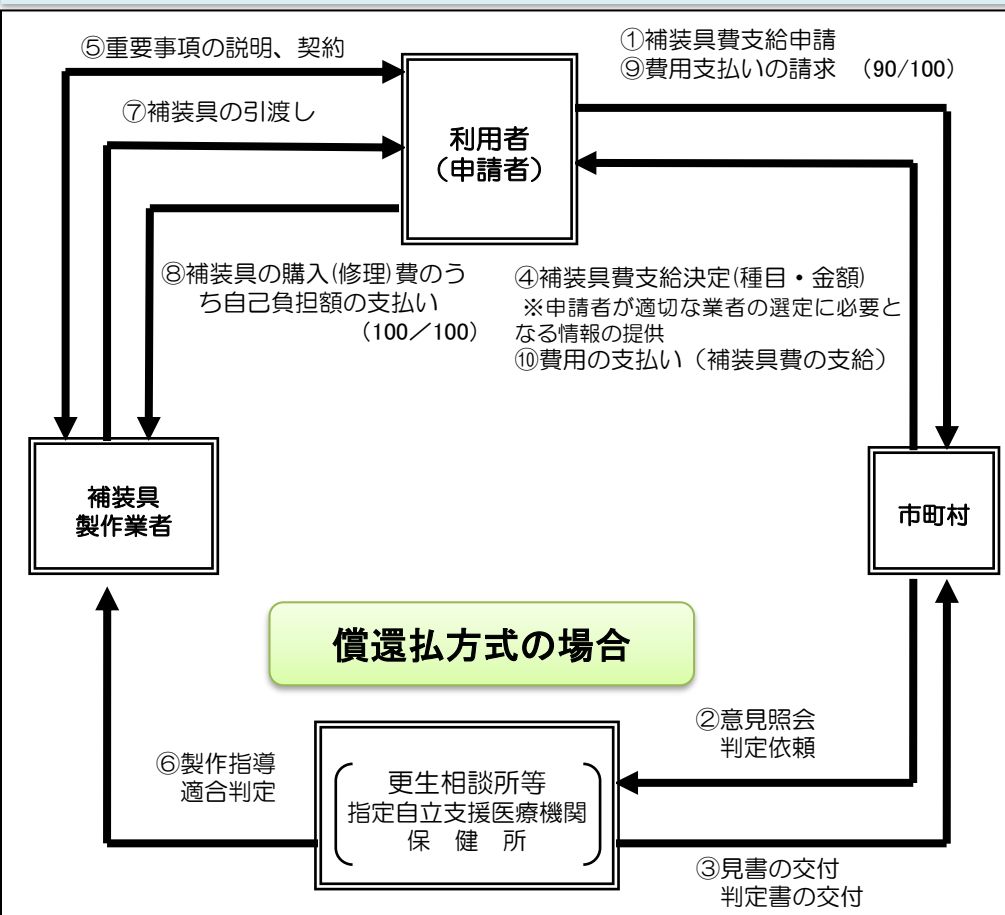 ⑤重要事項の説明、契約
①補装具費支給申請
⑨費用支払いの請求 （90/100）
⑦補装具の引渡し
利用者
（申請者）
⑧補装具の購入(修理)費のう
ち自己負担額の支払い
（100／100）
④補装具費支給決定(種目・金額)
※申請者が適切な業者の選定に必要と
なる情報の提供
⑩費用の支払い（補装具費の支給）
補装具
製作業者
市町村
償還払方式の場合
②意見照会
判定依頼
⑥製作指導
適合判定
更生相談所等
指定自立支援医療機関
保 健 所
③見書の交付
判定書の交付